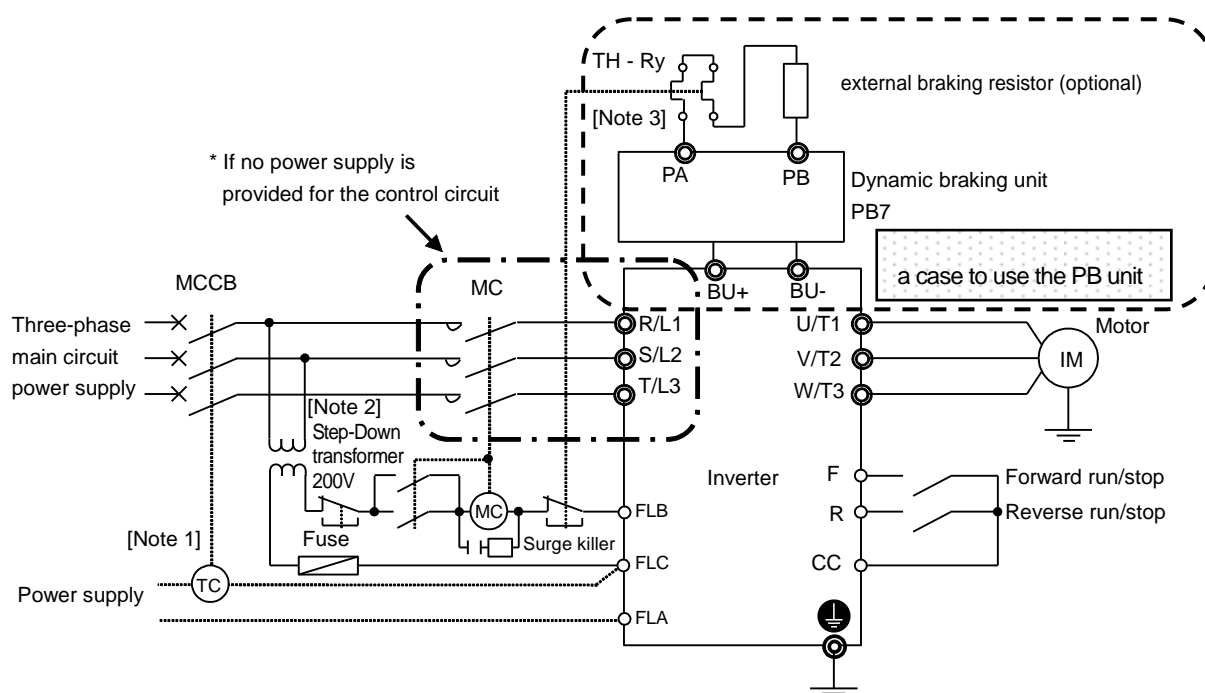 TH - Ry
external braking resistor (optional)
[Note 3]
* If no power supply is
provided for the control circuit
PA
PB
Dynamic braking unit
PB7
a case to use the PB unit
MCCB
MC
BU+
BU-
Three-phase
main circuit
power supply
R/L1
S/L2
T/L3
U/T1
V/T2
W/T3
Motor
IM
[Note 2]
Step-Down
transformer
200V
Inverter
F
Forward run/stop
R
Reverse run/stop
MC
FLB
[Note 1]
Fuse
Surge killer
FLC
CC
TC
Power supply
FLA